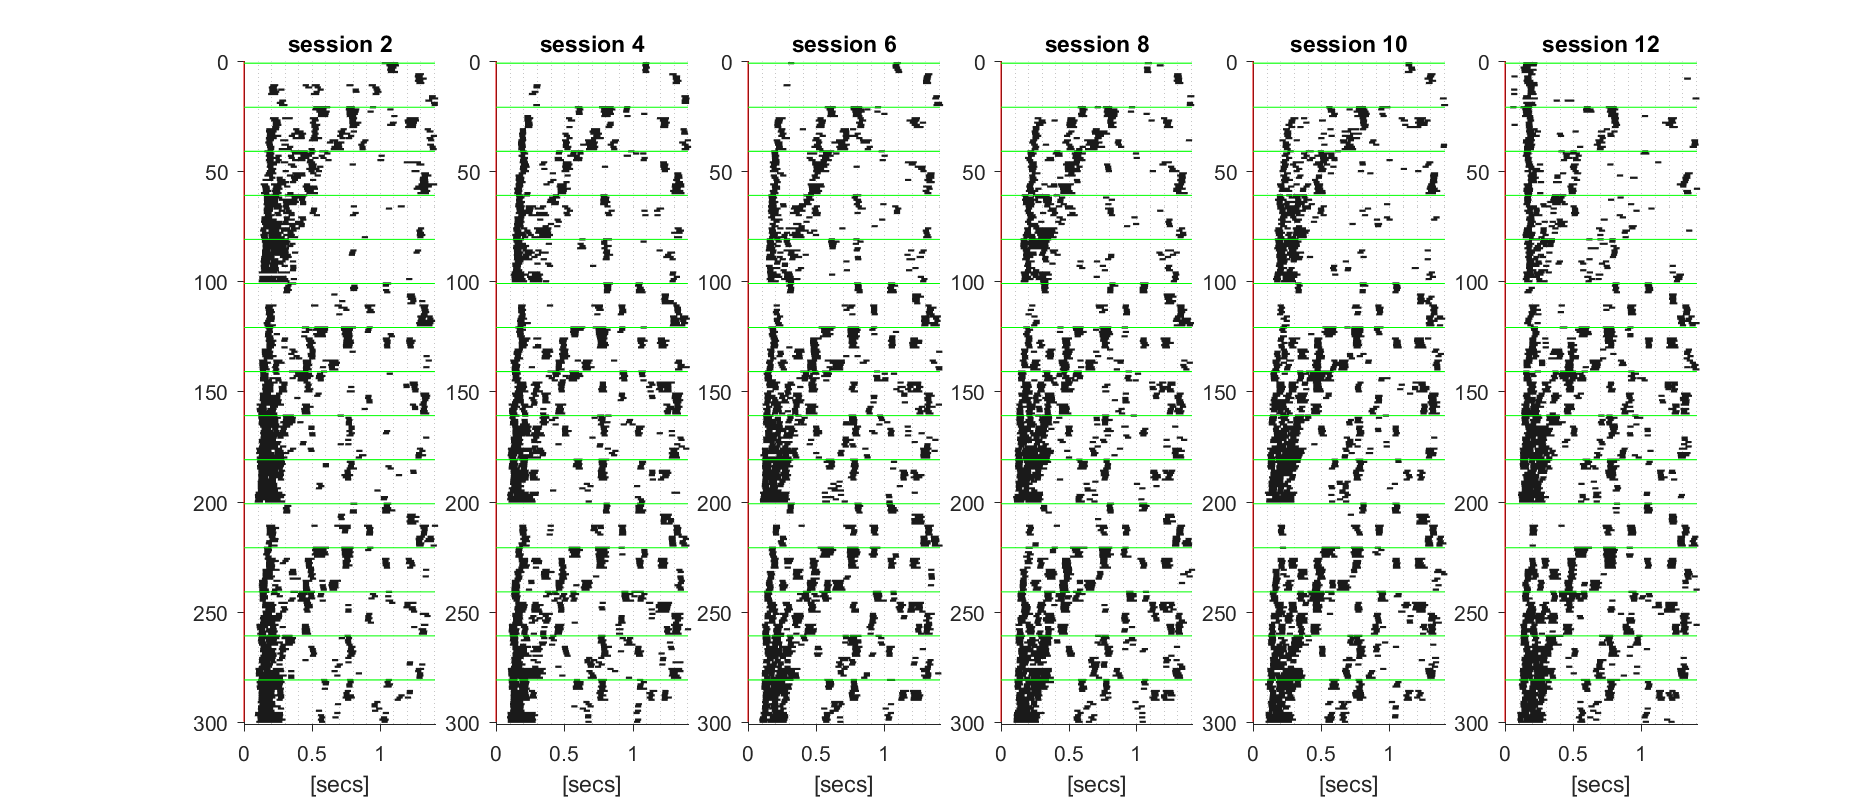 session 2 session 4 session 6 session 8 session 10 session 12
0 0 0 0 0 0
50 50 50 50 50 50
100 100 100 100 100 100
150 150 150 150 150 150
200 200 200 200 200 200
250 250 250 250 250 250
300 300 300 300 300 300
0 0.5 1 0 0.5 1 0 0.5 1 0 0.5 1 0 0.5 1 0 0.5 1
[secs] [secs] [secs] [secs] [secs] [secs]